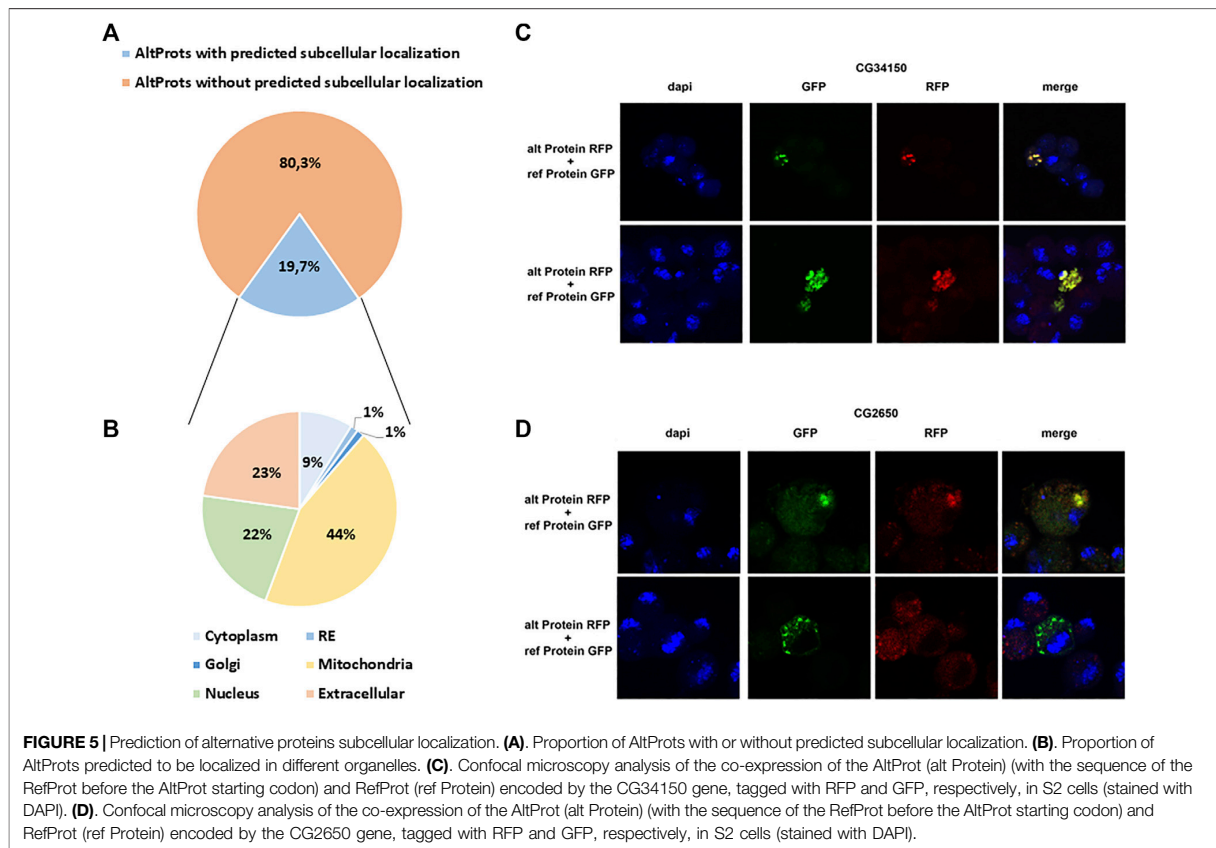 A
AltProts with predicted subcellular localization
AltProts without predicted subcellular localization
80,3%
19,7%
B
1%
1%
9%
23%
22%
44%
Cytoplasm
RE
Golgi
Mitochondria
Nucleus
Extracellular
C
CG34150
dapi
GFP
RFP
merge
alt Protein RFP
+
ref Protein GFP
alt Protein RFP
+
ref Protein GFP
D
CG2650
dapi
GFP
RFP
merge
alt Protein RFP
+
ref Protein GFP
alt Protein RFP
+
ref Protein GFP
FIGURE 5 | Prediction of alternative proteins subcellular localization. (A). Proportion of AltProts with or without predicted subcellular localization. (B). Proportion of
AltProts predicted to be localized in different organelles. (C). Confocal microscopy analysis of the co-expression of the AltProt (alt Protein) (with the sequence of the
RefProt before the AltProt starting codon) and RefProt (ref Protein) encoded by the CG34150 gene, tagged with RFP and GFP, respectively, in S2 cells (stained with
DAPI). (D). Confocal microscopy analysis of the co-expression of the AltProt (alt Protein) (with the sequence of the RefProt before the AltProt starting codon) and
RefProt (ref Protein) encoded by the CG2650 gene, tagged with RFP and GFP, respectively, in S2 cells (stained with DAPI).